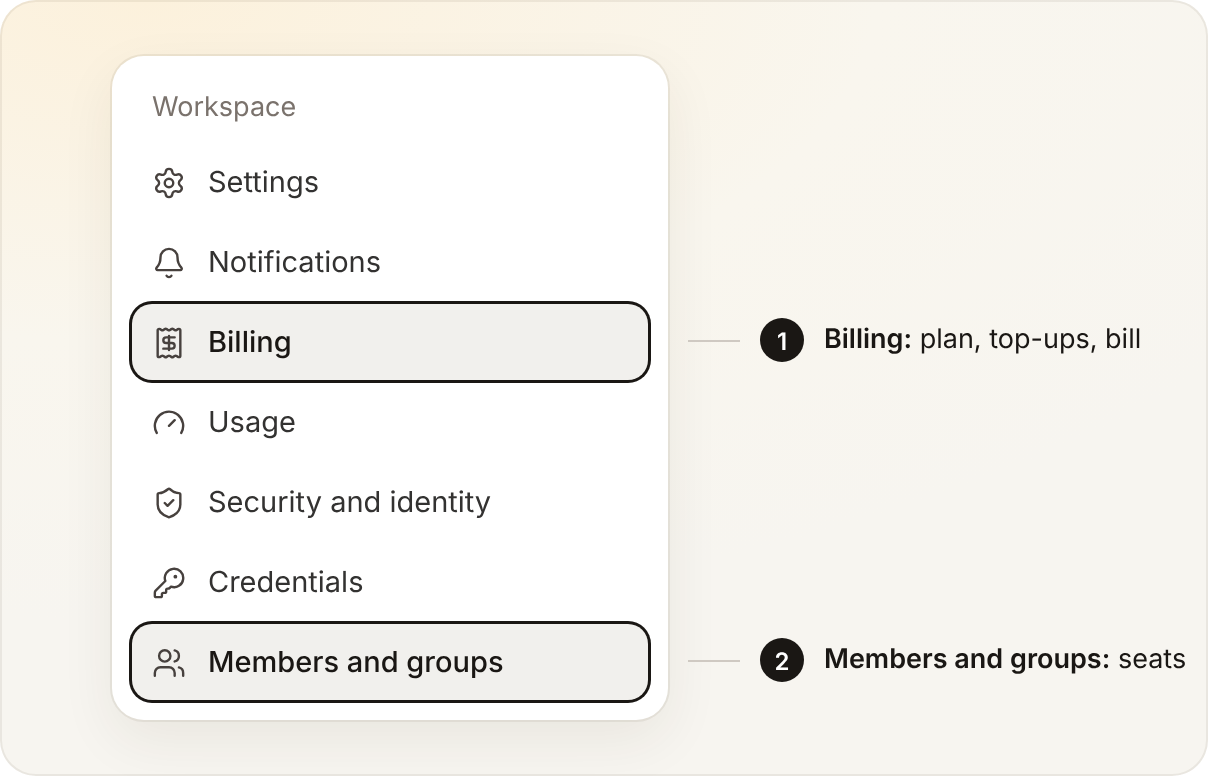 Workspace
Settings
Notifications
Billing
1 Billing: plan, top-ups, bill
Usage
Security and identity
Credentials
Members and groups
2 Members and groups: seats